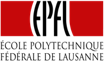 EPFL
ÉCOLE POLYTECHNIQUE
FÉDÉRALE DE LAUSANNE